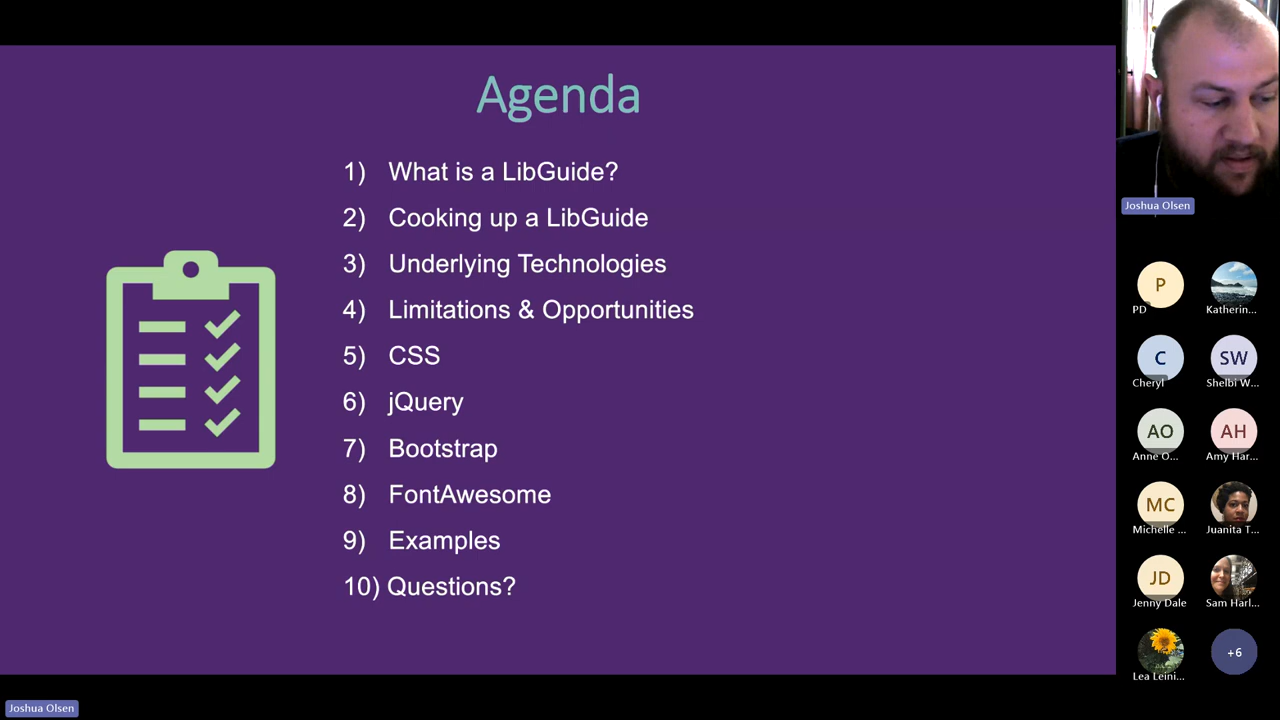 Agenda
1) What is a LibGuide?
2) Cooking up a LibGuide
3) Underlying Technologies
4) Limitations & Opportunities
5) CSS
6) jQuery
7) Bootstrap
8) FontAwesome
9) Examples
10) Questions?
Joshua Olsen
P
PD
Katherin...
C
Cheryl
SW
Shelbi W...
AO
Anne O...
AH
Amy Har...
MC
Michelle ...
Juanita T...
JD
Jenny Dale
Sam Harl...
Lea Leini...
+6
Joshua Olsen